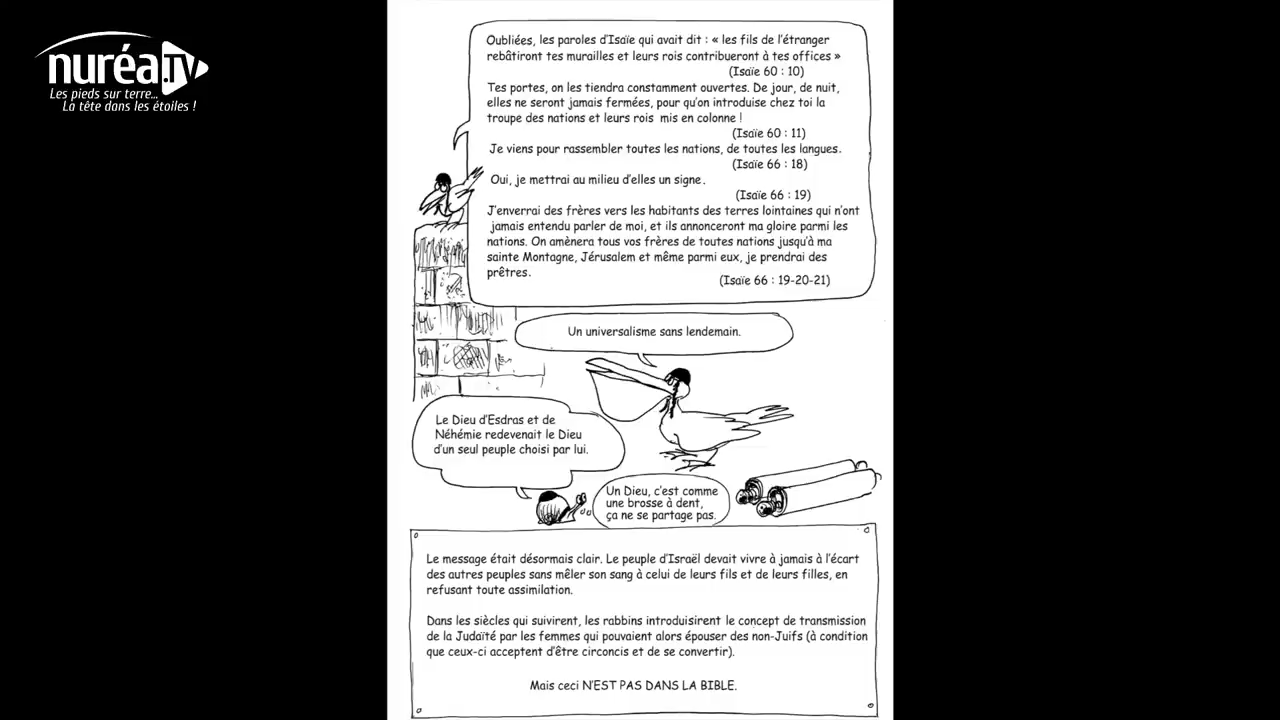 nuréa.TV
Les pieds sur terre...
La tête dans les étoiles !
Oubliées, les paroles d'Isaïe qui avait dit : « les fils de l'étranger
rebâtiront tes murailles et leurs rois contribueront à tes offices »
(Isaïe 60 : 10)
Tes portes, on les tiendra constamment ouvertes. De jour, de nuit,
elles ne seront jamais fermées, pour qu'on introduise chez toi la
troupe des nations et leurs rois mis en colonne !
(Isaïe 60 : 11)
Je viens pour rassembler toutes les nations, de toutes les langues.
(Isaïe 66 : 18)
Oui, je mettrai au milieu d'elles un signe.
(Isaïe 66 : 19)
J'enverrai des frères vers les habitants des terres lointaines qui n'ont
jamais entendu parler de moi, et ils annonceront ma gloire parmi les
nations. On amènera tous vos frères de toutes nations jusqu'à ma
sainte Montagne, Jérusalem et même parmi eux, je prendrai des
prêtres.
(Isaïe 66 : 19-20-21)
Un universalisme sans lendemain.
Le Dieu d'Esdras et de
Néhémie redevenait le Dieu
d'un seul peuple choisi par lui.
Un Dieu, c'est comme
une brosse à dent,
ça ne se partage pas.
Le message était désormais clair. Le peuple d'Israël devait vivre à jamais à l'écart
des autres peuples sans mêler son sang à celui de leurs fils et de leurs filles, en
refusant toute assimilation.
Dans les siècles qui suivirent, les rabbins introduisirent le concept de transmission
de la Judaïté par les femmes qui pouvaient alors épouser des non-Juifs (à condition
que ceux-ci acceptent d'être circoncis et de se convertir).
Mais ceci N'EST PAS DANS LA BIBLE.